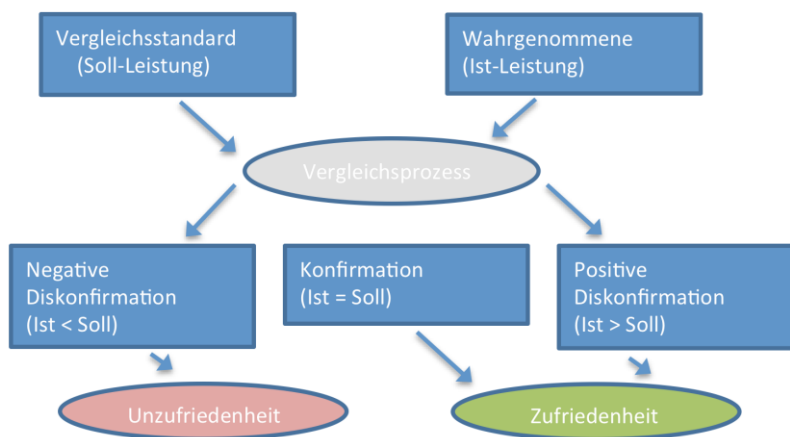 Vergleichsstandard
(Soll-Leistung)
Wahrgenommene
(Ist-Leistung)
Vergleichsprozess
Negative
Diskonfirmation
(Ist < Soll)
Konfirmation
(Ist = Soll)
Positive
Diskonfirmation
(Ist > Soll)
Unzufriedenheit
Zufriedenheit